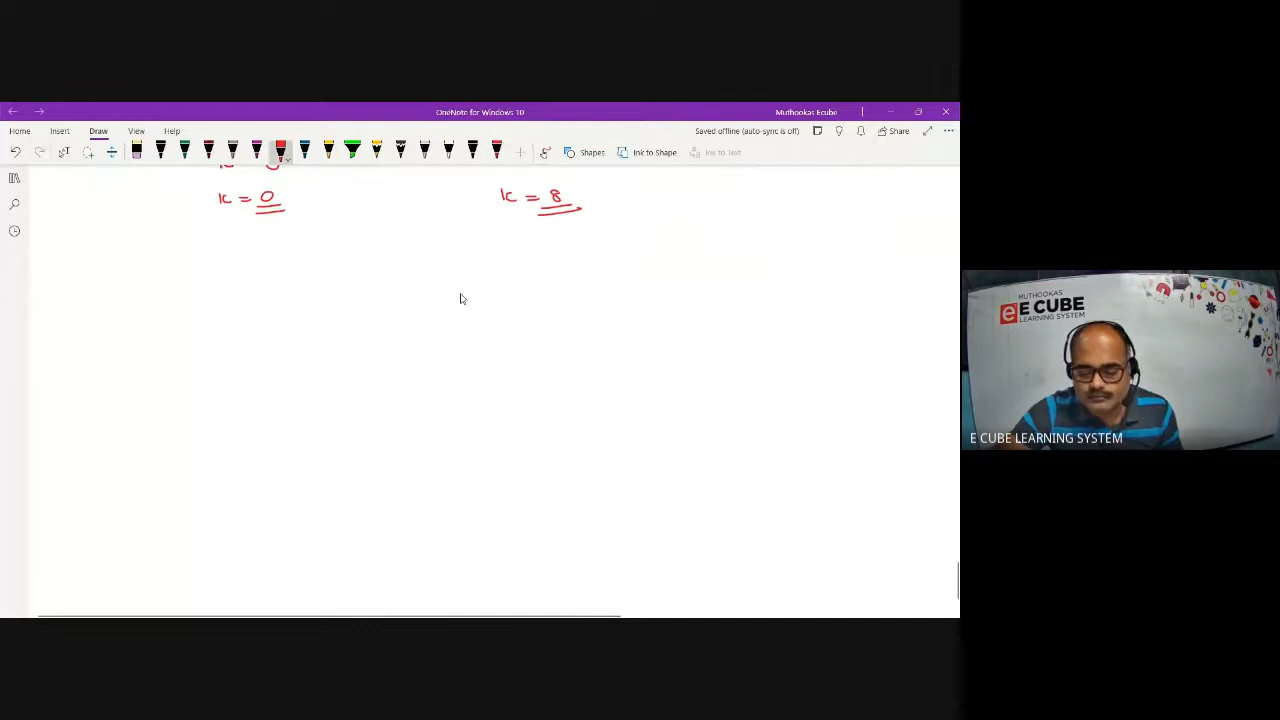 OneNote for Windows 10
Muthookas Ecube
Home Insert Draw View Help
Saved offline (auto-sync is off)
Share
Shapes
Ink to Shape
Ink to Text
k = 0
k = 8
MUTHOOKAS
e E CUBE
LEARNING SYSTEM
E CUBE LEARNING SYSTEM